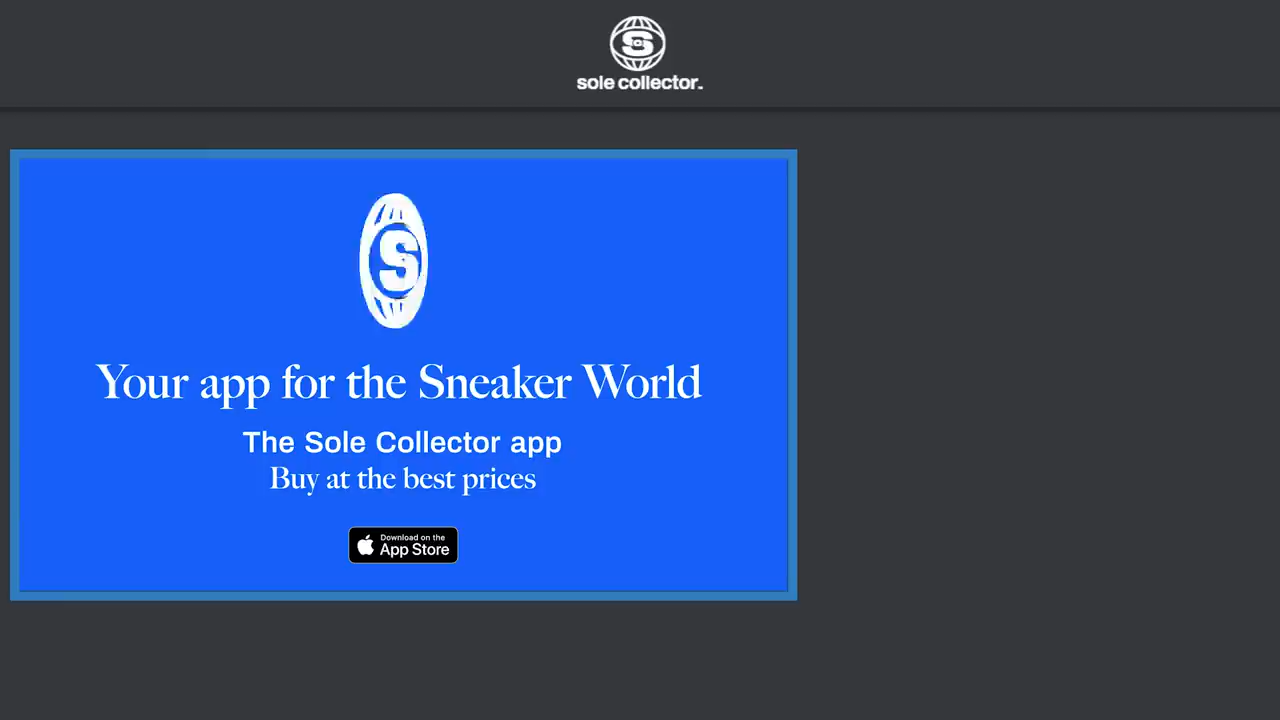 S
sole collector.
S
Your app for the Sneaker World
The Sole Collector app
Buy at the best prices
Download on the
App Store